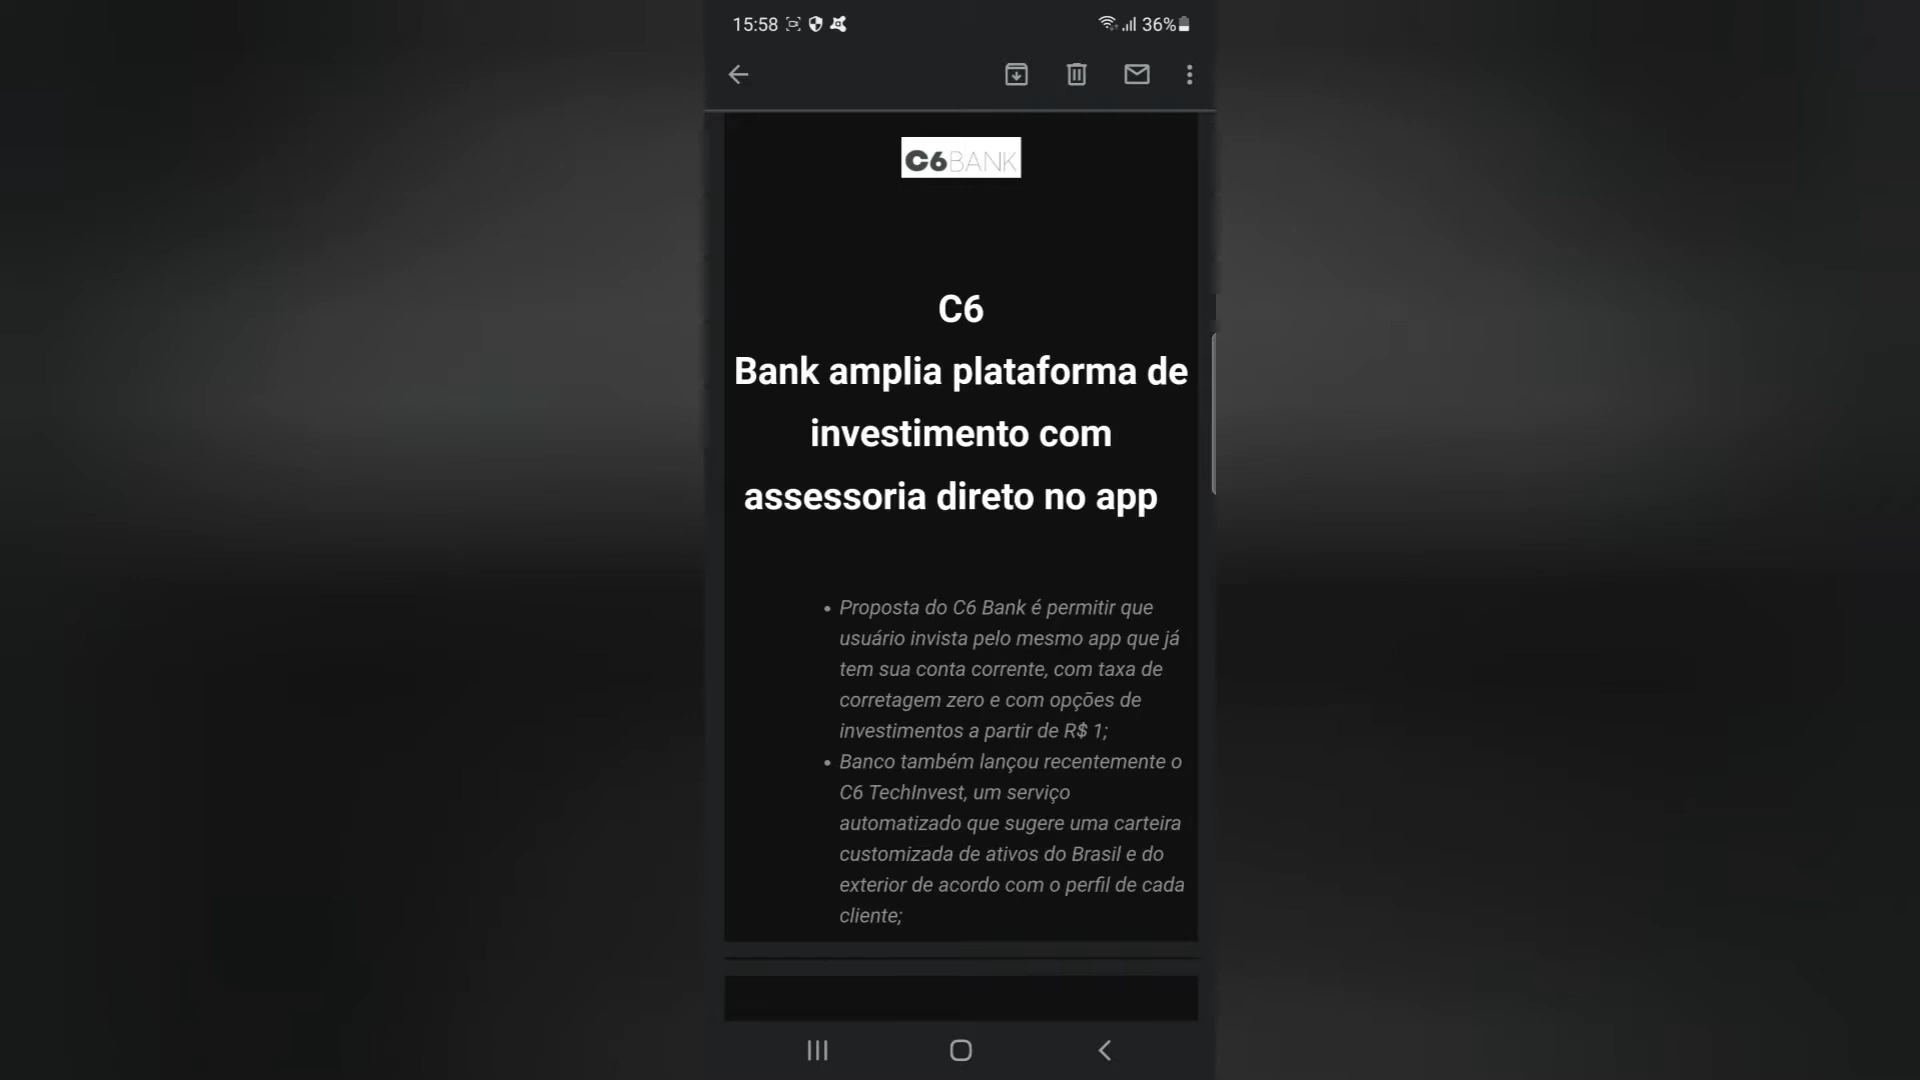 15:58
36%
C6BANK
C6
Bank amplia plataforma de
investimento com
assessoria direto no app
• Proposta do C6 Bank é permitir que
usuário invista pelo mesmo app que já
tem sua conta corrente, com taxa de
corretagem zero e com opções de
investimentos a partir de R$ 1;
• Banco também lançou recentemente o
C6 TechInvest, um serviço
automatizado que sugere uma carteira
customizada de ativos do Brasil e do
exterior de acordo com o perfil de cada
cliente;